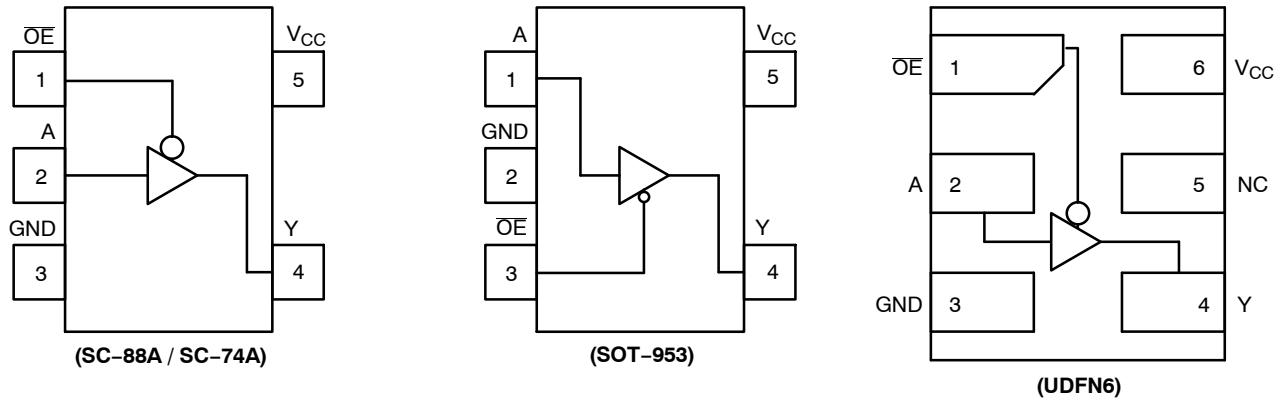 OE
VCC
1
5
A
2
GND
Y
3
4
(SC−88A / SC−74A)
A
VCC
1
5
GND
2
OE
Y
3
4
(SOT−953)
OE 1
6 VCC
A 2
5 NC
GND 3
4 Y
(UDFN6)